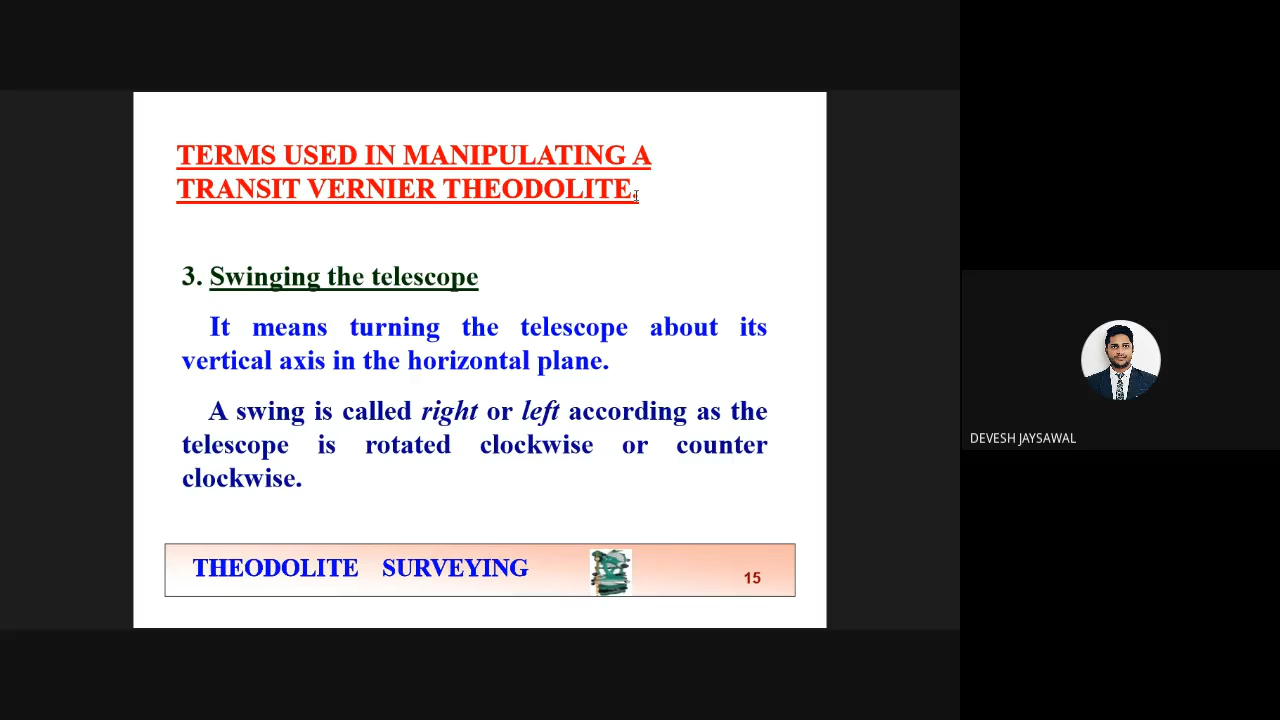 TERMS USED IN MANIPULATING A
TRANSIT VERNIER THEODOLITE.
3. Swinging the telescope
It means turning the telescope about its
vertical axis in the horizontal plane.
A swing is called right or left according as the
telescope is rotated clockwise or counter
clockwise.
THEODOLITE SURVEYING
15
DEVESH JAYSAWAL